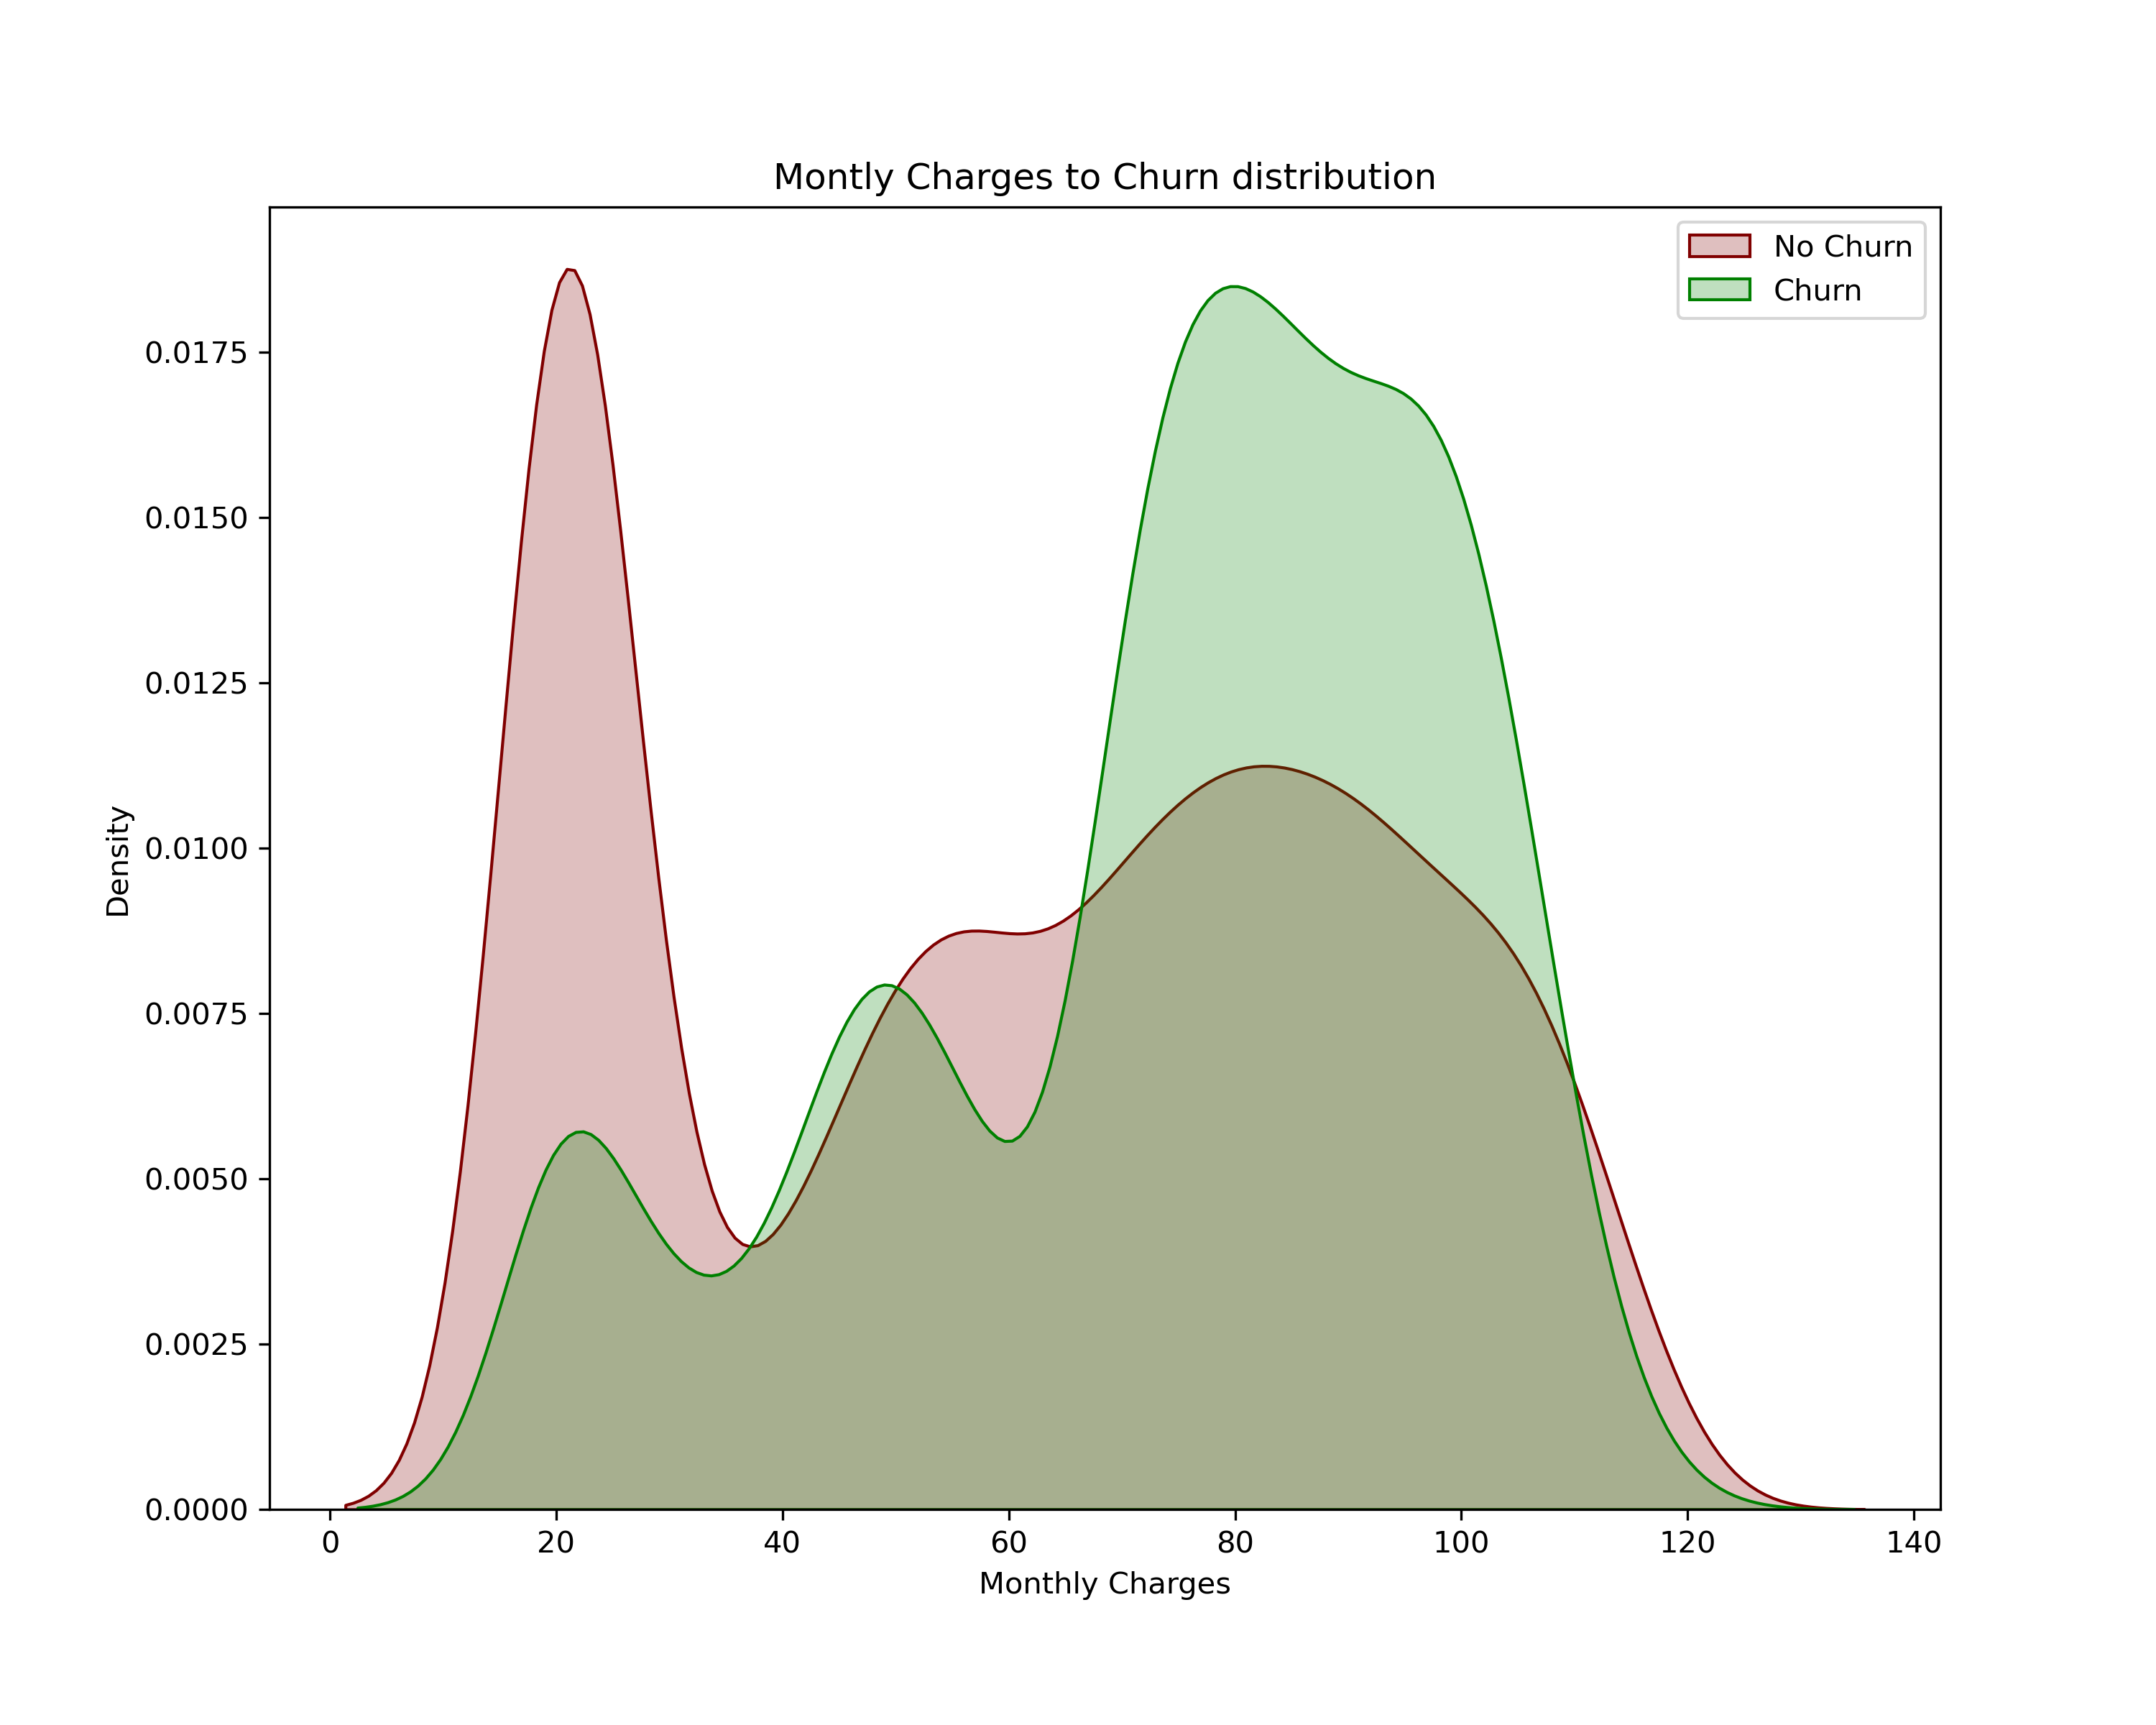 Montly Charges to Churn distribution
No Churn
Churn
0.0175
0.0150
0.0125
0.0100
0.0075
0.0050
0.0025
0.0000
Density
0 20 40 60 80 100 120 140
Monthly Charges